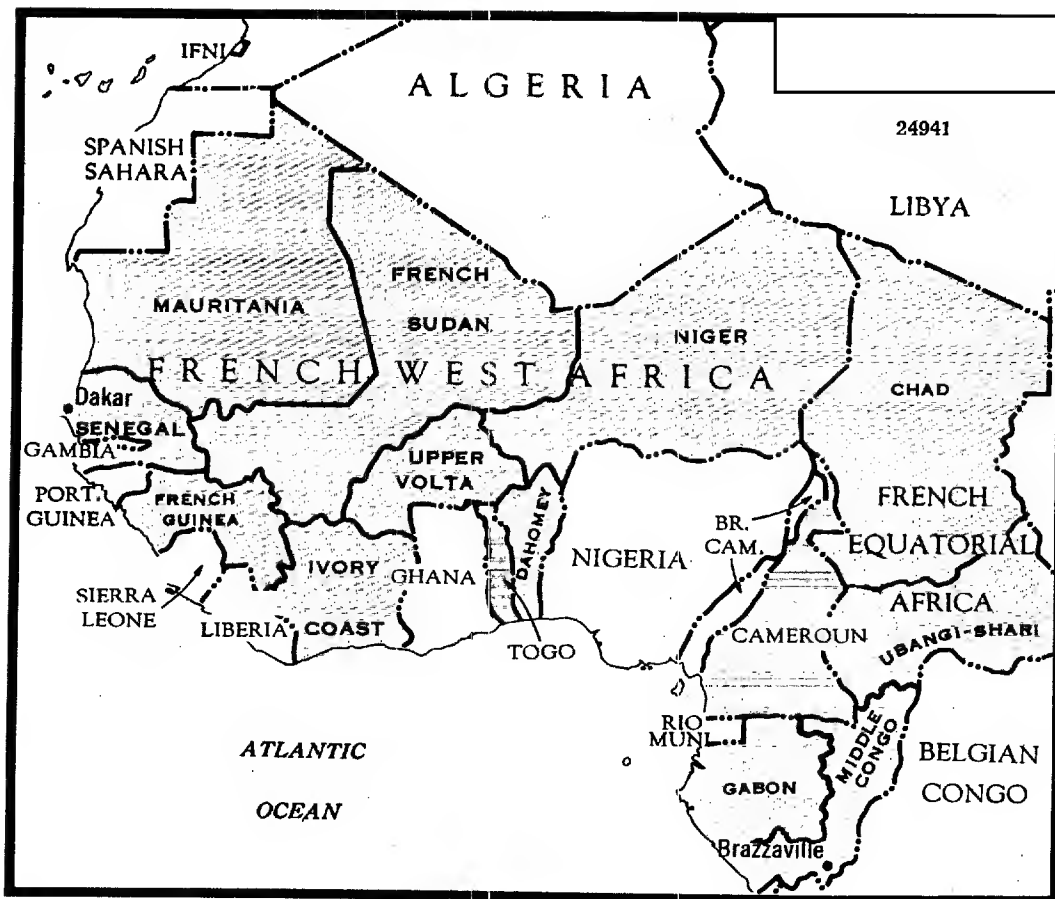 IFNI
ALGERIA
24941
SPANISH
SAHARA
LIBYA
FRENCH
SUDAN
MAURITANIA
NIGER
FRENCH WEST AFRICA
CHAD
Dakar
SENEGAL
GAMBIA
UPPER
VOLTA
PORT.
GUINEA
FRENCH
GUINEA
DAHOMEY
FRENCH
BR.
CAM.
EQUATORIAL
NIGERIA
IVORY
GHANA
SIERRA
LEONE
AFRICA
LIBERIA
COAST
CAMEROUN
UBANGI-SHARI
TOGO
RIO
MUNI
MIDDLE
CONGO
ATLANTIC
OCEAN
BELGIAN
CONGO
GABON
Brazzaville